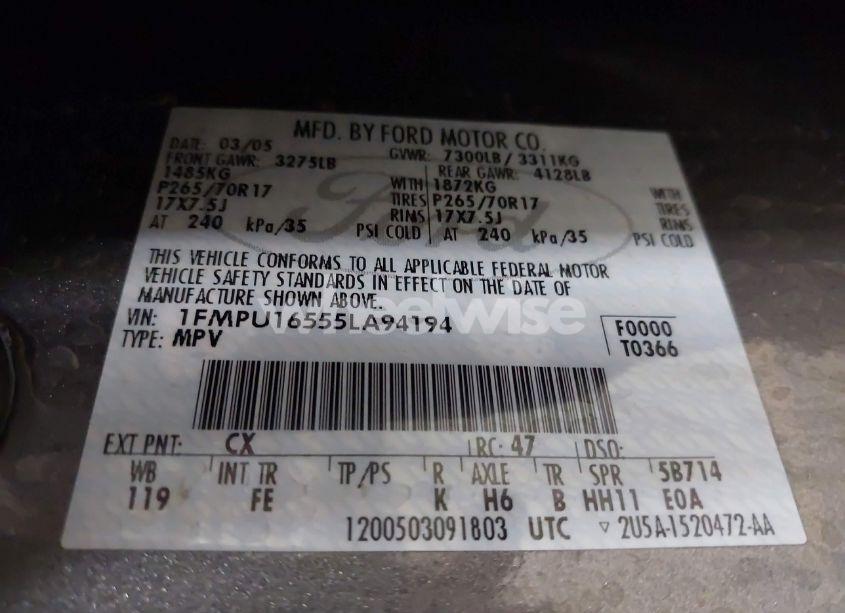 MFD. BY FORD MOTOR CO.
DATE: 03/05 GVWR: 7300LB / 3311KG
FRONT GAWR: 3275LB REAR GAWR: 4128LB
1485KG WITH 1872KG WITH
P265/70R17 TIRES P265/70R17 TIRES
17X7.5J RIMS 17X7.5J RIMS
AT 240 kPa/35 PSI COLD AT 240 kPa/35 PSI COLD
Ford
THIS VEHICLE CONFORMS TO ALL APPLICABLE FEDERAL MOTOR
VEHICLE SAFETY STANDARDS IN EFFECT ON THE DATE OF
MANUFACTURE SHOWN ABOVE.
wheelwise
VIN: 1FMPU16555LA94194 F0000
TYPE: MPV T0366
EXT PNT: CX RC: 47 DSO:
WB INT TR TP/PS R AXLE TR SPR 5B714
119 FE K H6 B HH11 E0A
1200503091803 UTC ▽ 2U5A-1520472-AA